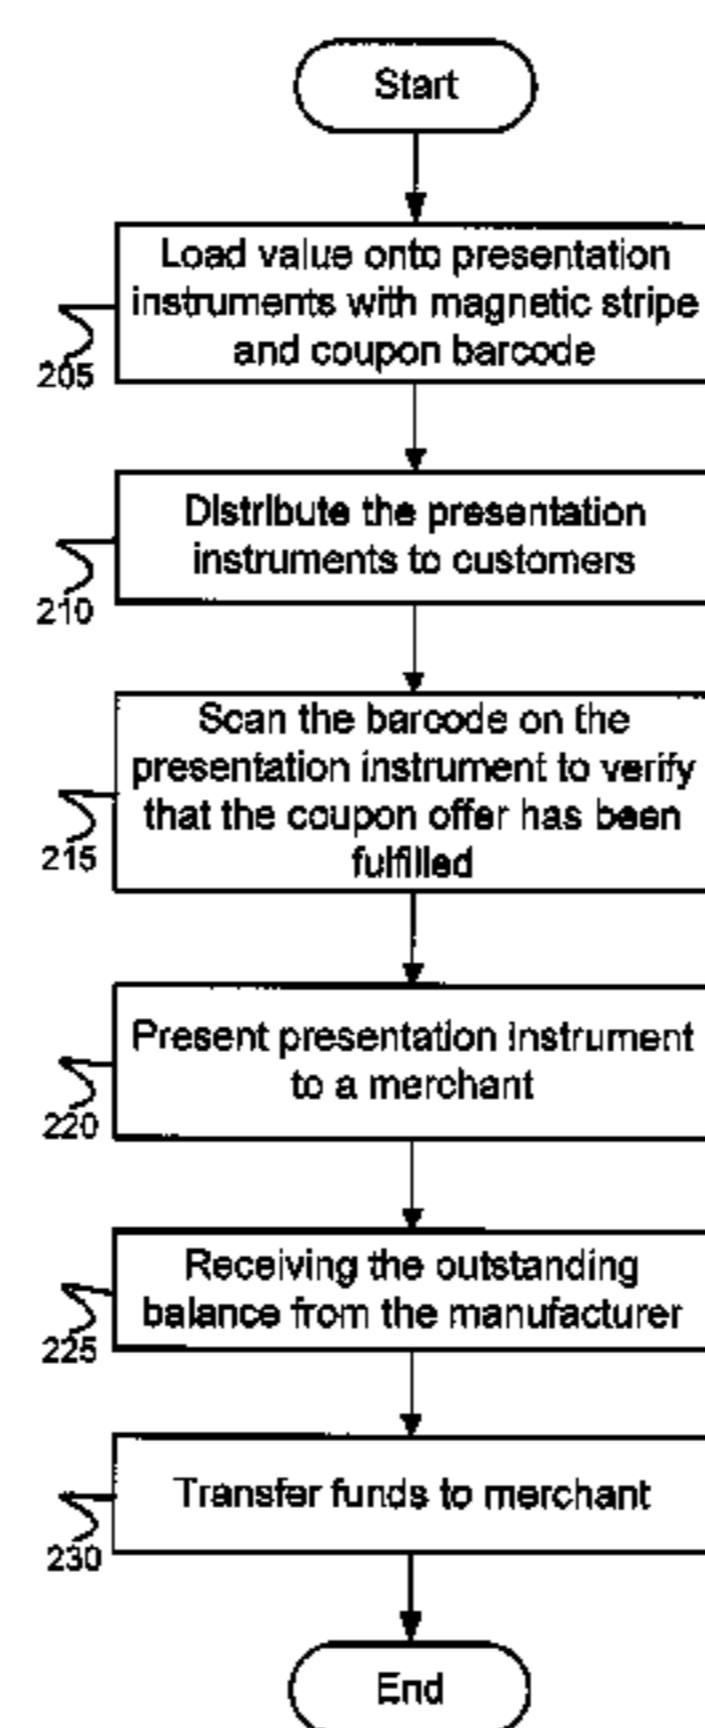 Start
Load value onto presentation
instruments with magnetic stripe
and coupon barcode
205
Distribute the presentation
instruments to customers
210
Scan the barcode on the
presentation instrument to verify
that the coupon offer has been
fulfilled
215
Present presentation instrument
to a merchant
220
Receiving the outstanding
balance from the manufacturer
225
Transfer funds to merchant
230
End